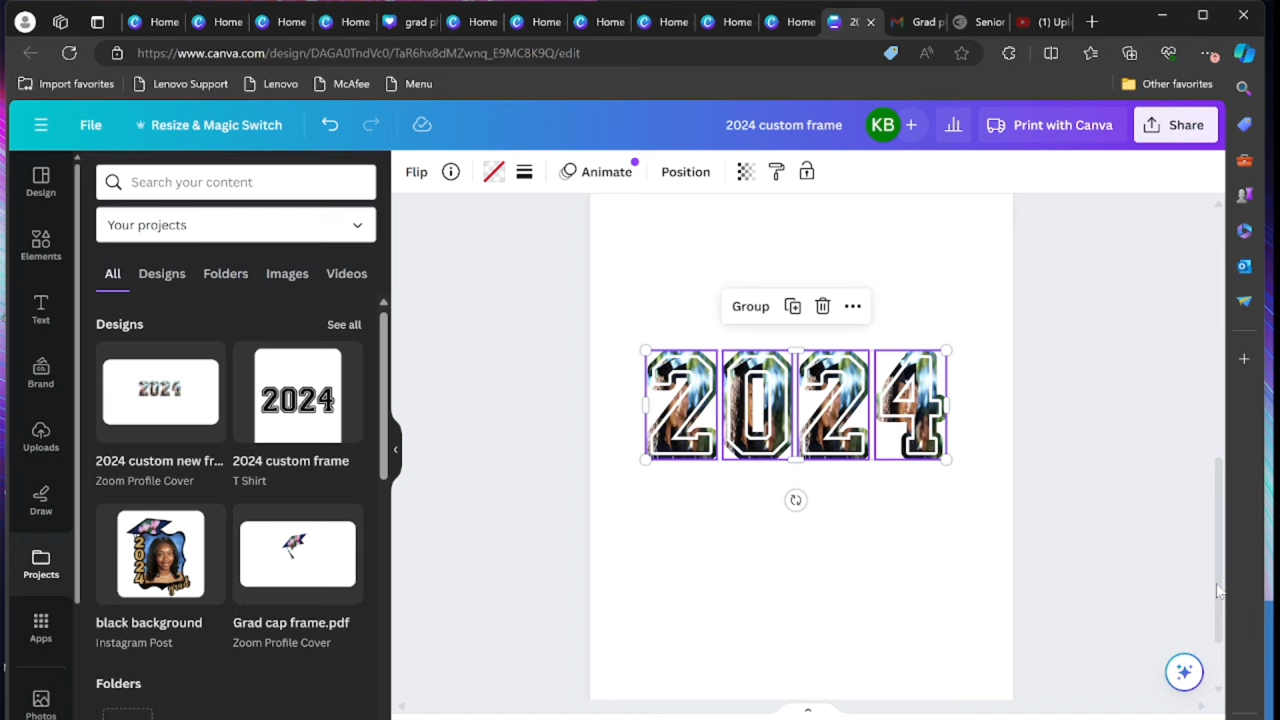 Home Home Home Home grad pl Home Home Home Home Home Home 20 Grad p Senior (1) Upl
https://www.canva.com/design/DAGA0TndVc0/TaR6hx8dMZwnq_E9MC8K9Q/edit
Import favorites Lenovo Support Lenovo McAfee Menu Other favorites
File Resize & Magic Switch 2024 custom frame KB Print with Canva Share
Flip Animate Position
Design
Elements
Text
Brand
Uploads
Draw
Projects
Apps
Photos
Search your content
Your projects
All Designs Folders Images Videos
Designs See all
2024 2024
2024 custom new fr... 2024 custom frame
Zoom Profile Cover T Shirt
2024
grad
black background Grad cap frame.pdf
Instagram Post Zoom Profile Cover
Folders
Group
2024